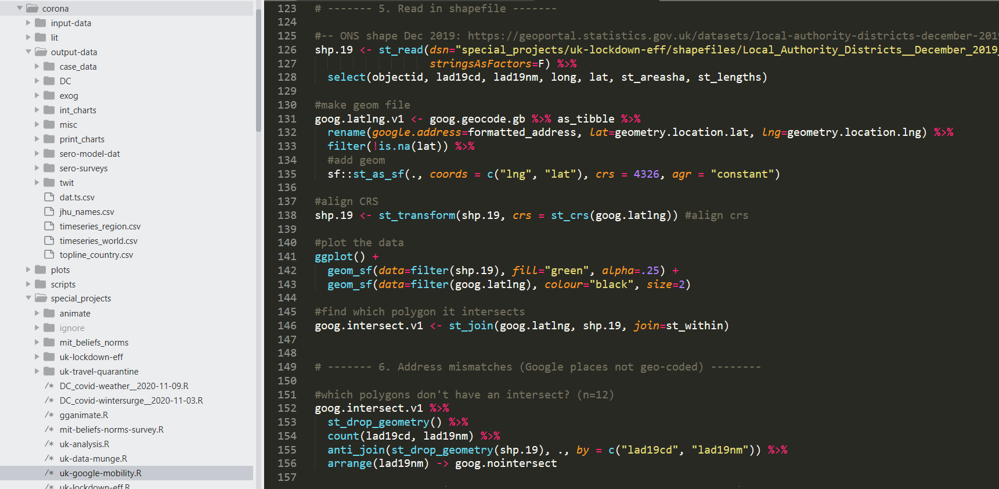 corona
input-data
lit
output-data
case_data
DC
exog
int_charts
misc
print_charts
sero-model-dat
sero-surveys
twit
dat.ts.csv
jhu_names.csv
timeseries_region.csv
timeseries_world.csv
topline_country.csv
plots
scripts
special_projects
animate
ignore
mit_beliefs_norms
uk-lockdown-eff
uk-travel-quarantine
/* DC_covid-weather__2020-11-09.R
/* DC_covid-wintersurge__2020-11-03.R
/* gganimate.R
/* mit-beliefs-norms-survey.R
/* uk-analysis.R
/* uk-data-munge.R
/* uk-google-mobility.R
/* uk-lockdown-eff.R
123 # ------- 5. Read in shapefile -------
124
125 #-- ONS shape Dec 2019: https://geoportal.statistics.gov.uk/datasets/local-authority-districts-december-201
126 shp.19 <- st_read(dsn="special_projects/uk-lockdown-eff/shapefiles/Local_Authority_Districts__December_2019_
127 stringsAsFactors=F) %>%
128 select(objectid, lad19cd, lad19nm, long, lat, st_areasha, st_lengths)
129
130 #make geom file
131 goog.latlng.v1 <- goog.geocode.gb %>% as_tibble %>%
132 rename(google.address=formatted_address, lat=geometry.location.lat, lng=geometry.location.lng) %>%
133 filter(!is.na(lat)) %>%
134 #add geom
135 sf::st_as_sf(., coords = c("lng", "lat"), crs = 4326, agr = "constant")
136
137 #align CRS
138 shp.19 <- st_transform(shp.19, crs = st_crs(goog.latlng)) #align crs
139
140 #plot the data
141 ggplot() +
142 geom_sf(data=filter(shp.19), fill="green", alpha=.25) +
143 geom_sf(data=filter(goog.latlng), colour="black", size=2)
144
145 #find which polygon it intersects
146 goog.intersect.v1 <- st_join(goog.latlng, shp.19, join=st_within)
147
148
149 # ------- 6. Address mismatches (Google places not geo-coded) --------
150
151 #which polygons don't have an intersect? (n=12)
152 goog.intersect.v1 %>%
153 st_drop_geometry() %>%
154 count(lad19cd, lad19nm) %>%
155 anti_join(st_drop_geometry(shp.19), ., by = c("lad19cd", "lad19nm")) %>%
156 arrange(lad19nm) -> goog.nointersect
157